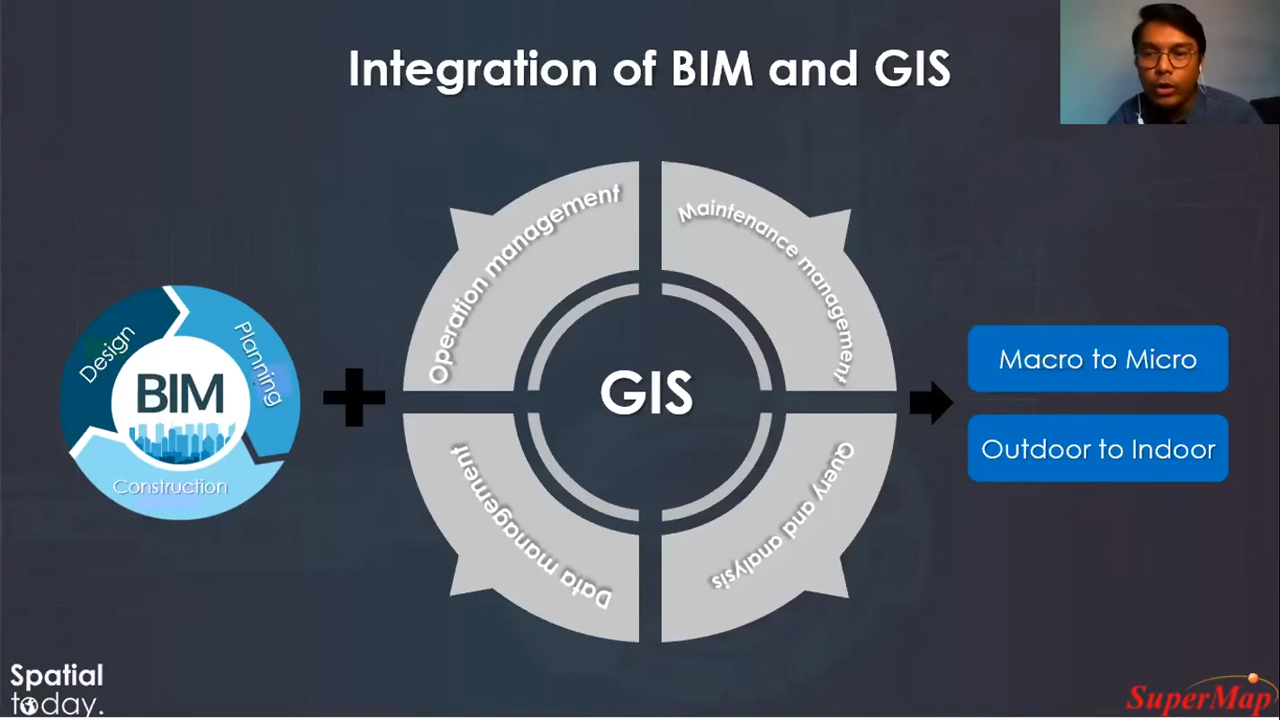 Integration of BIM and GIS
Design
Planning
BIM
Construction
Operation management
Maintenance management
GIS
Data management
Query and analysis
Macro to Micro
Outdoor to Indoor
Spatial
today.
SuperMap